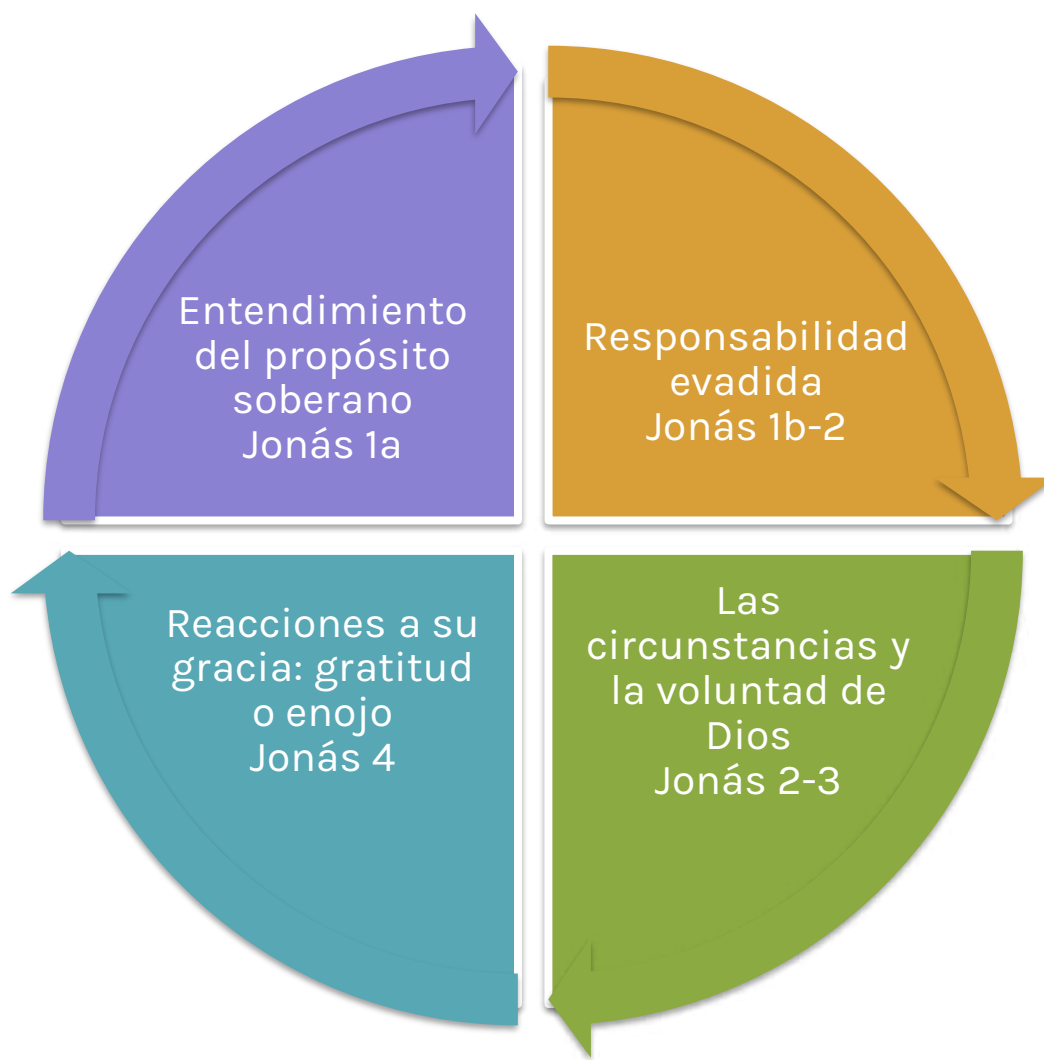 Entendimiento
del propósito
soberano
Jonás 1a
Responsabilidad
evadida
Jonás 1b-2
Las
circunstancias y
la voluntad de
Dios
Jonás 2-3
Reacciones a su
gracia: gratitud
o enojo
Jonás 4